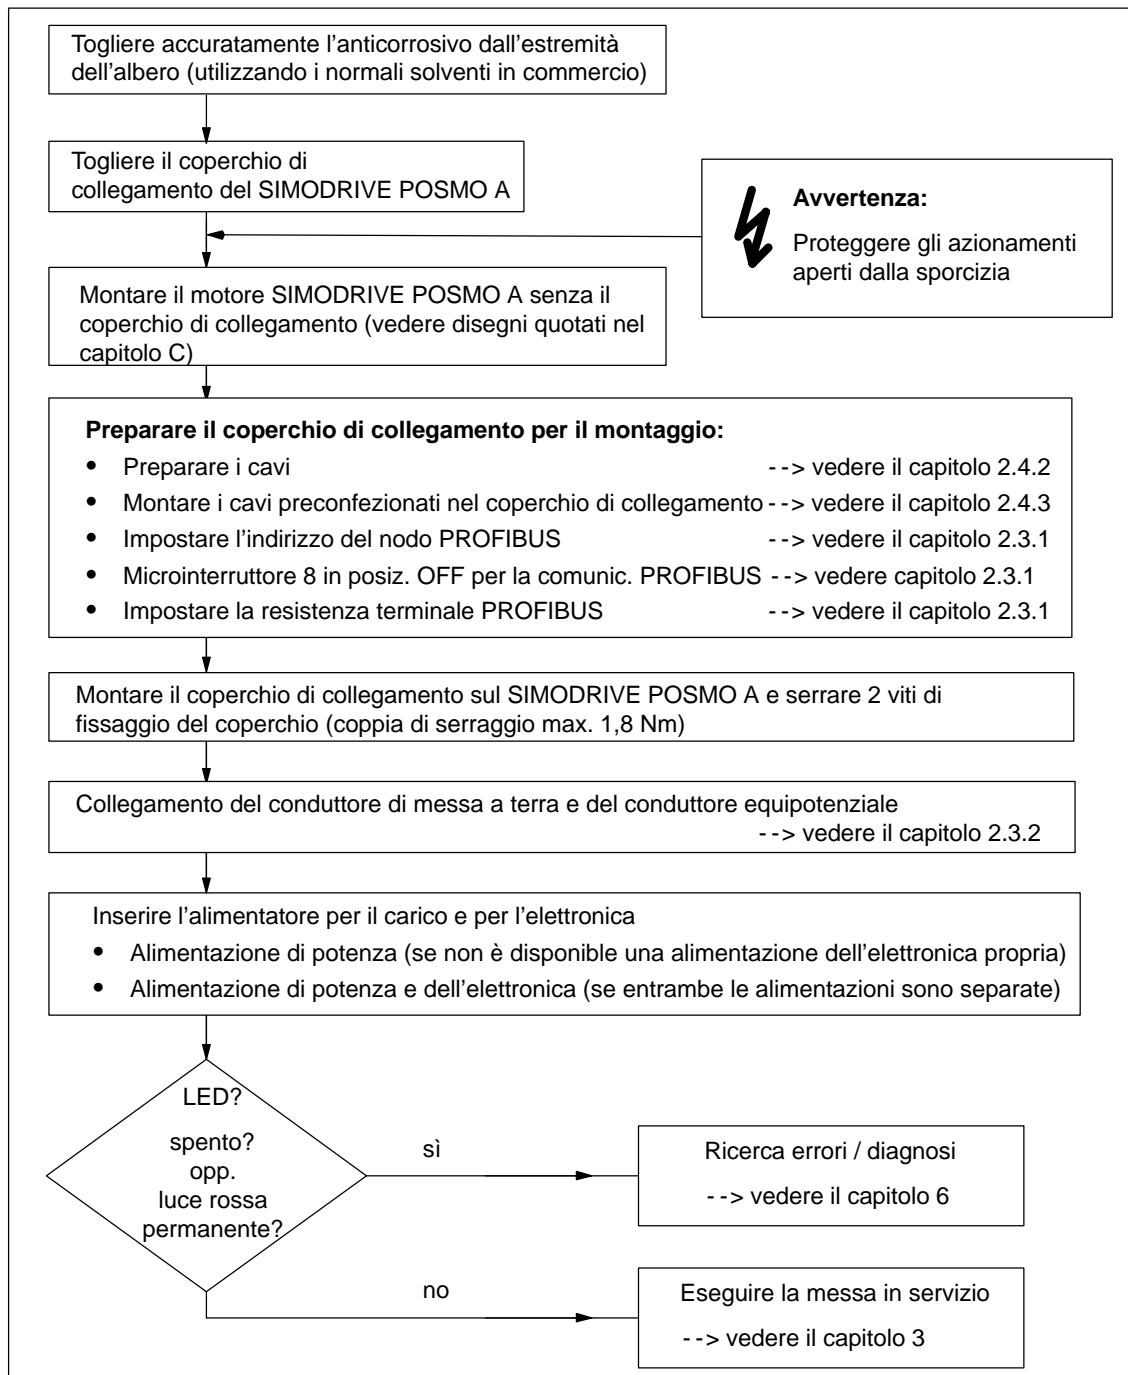 Togliere accuratamente l'anticorrosivo dall'estremità
dell'albero (utilizzando i normali solventi in commercio)
Togliere il coperchio di
collegamento del SIMODRIVE POSMO A
Avvertenza:
Proteggere gli azionamenti
aperti dalla sporcizia
Montare il motore SIMODRIVE POSMO A senza il
coperchio di collegamento (vedere disegni quotati nel
capitolo C)
Preparare il coperchio di collegamento per il montaggio:
• Preparare i cavi --> vedere il capitolo 2.4.2
• Montare i cavi preconfezionati nel coperchio di collegamento --> vedere il capitolo 2.4.3
• Impostare l'indirizzo del nodo PROFIBUS --> vedere il capitolo 2.3.1
• Microinterruttore 8 in posiz. OFF per la comunic. PROFIBUS --> vedere capitolo 2.3.1
• Impostare la resistenza terminale PROFIBUS --> vedere il capitolo 2.3.1
Montare il coperchio di collegamento sul SIMODRIVE POSMO A e serrare 2 viti di
fissaggio del coperchio (coppia di serraggio max. 1,8 Nm)
Collegamento del conduttore di messa a terra e del conduttore equipotenziale
--> vedere il capitolo 2.3.2
Inserire l'alimentatore per il carico e per l'elettronica
• Alimentazione di potenza (se non è disponible una alimentazione dell'elettronica propria)
• Alimentazione di potenza e dell'elettronica (se entrambe le alimentazioni sono separate)
LED?
spento?
opp.
luce rossa
permanente?
sì
Ricerca errori / diagnosi
--> vedere il capitolo 6
no
Eseguire la messa in servizio
--> vedere il capitolo 3